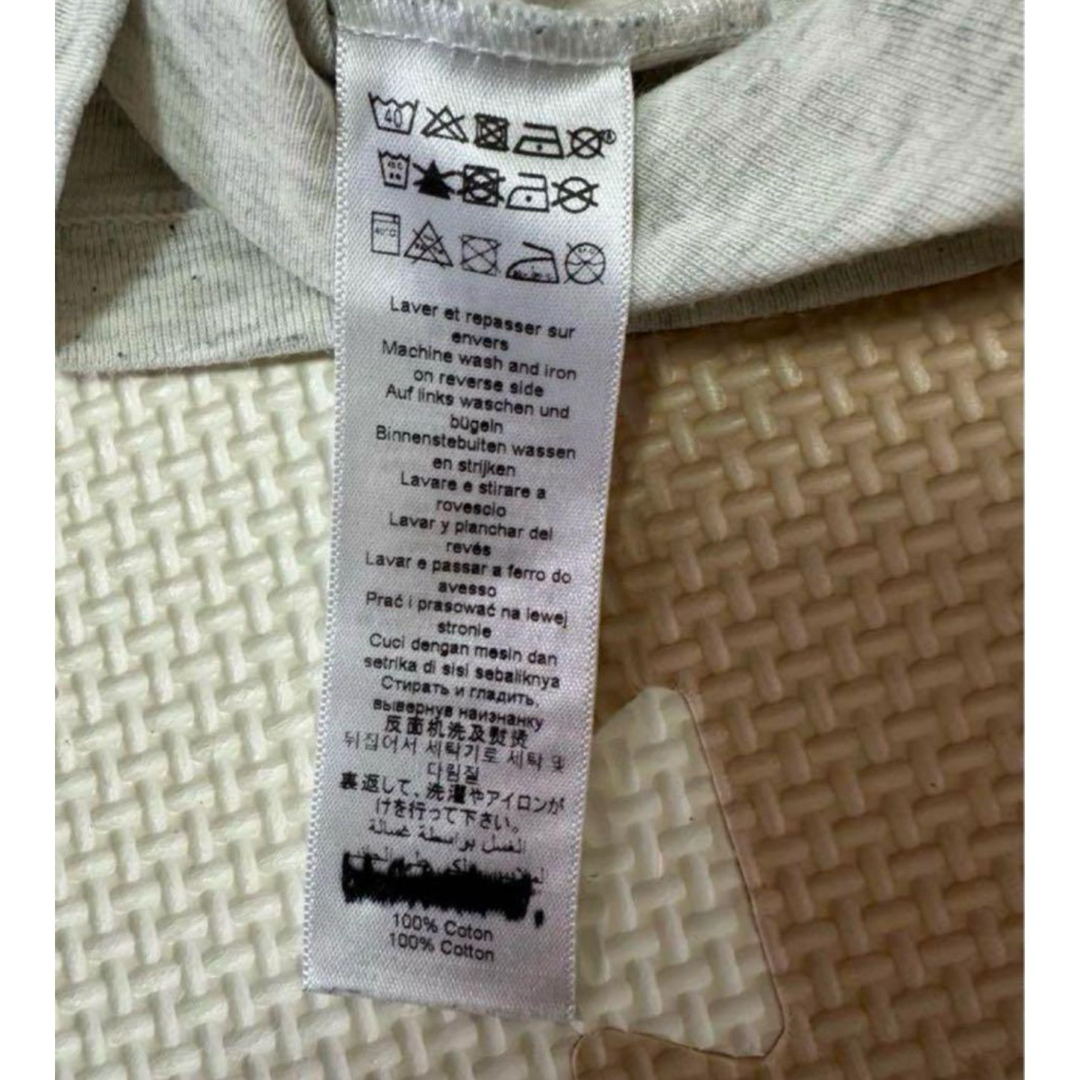 40
40°C
Laver et repasser sur
envers
Machine wash and iron
on reverse side
Auf links waschen und
bügeln
Binnenstebuiten wassen
en strijken
Lavare e stirare a
rovescio
Lavar y planchar del
revés
Lavar e passar a ferro do
avesso
Prać i prasować na lewej
stronie
Cuci dengan mesin dan
setrika di sisi sebaliknya
Стирать и гладить,
вывернув наизнанку
反面机洗及熨烫
뒤집어서 세탁기로 세탁 및
다림질
裏返して、洗濯やアイロンが
けを行って下さい。
الغسل بواسطة غسالة
100% Coton
100% Cotton